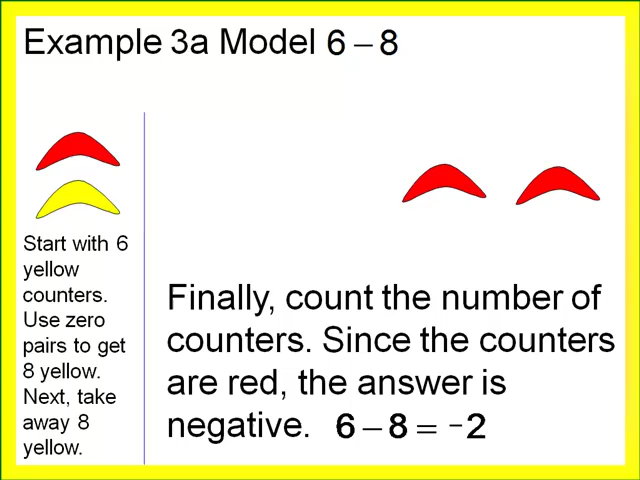 Example 3a Model 6 – 8
Start with 6
yellow
counters.
Use zero
pairs to get
8 yellow.
Next, take
away 8
yellow.
Finally, count the number of
counters. Since the counters
are red, the answer is
negative. 6 – 8 = ⁻2